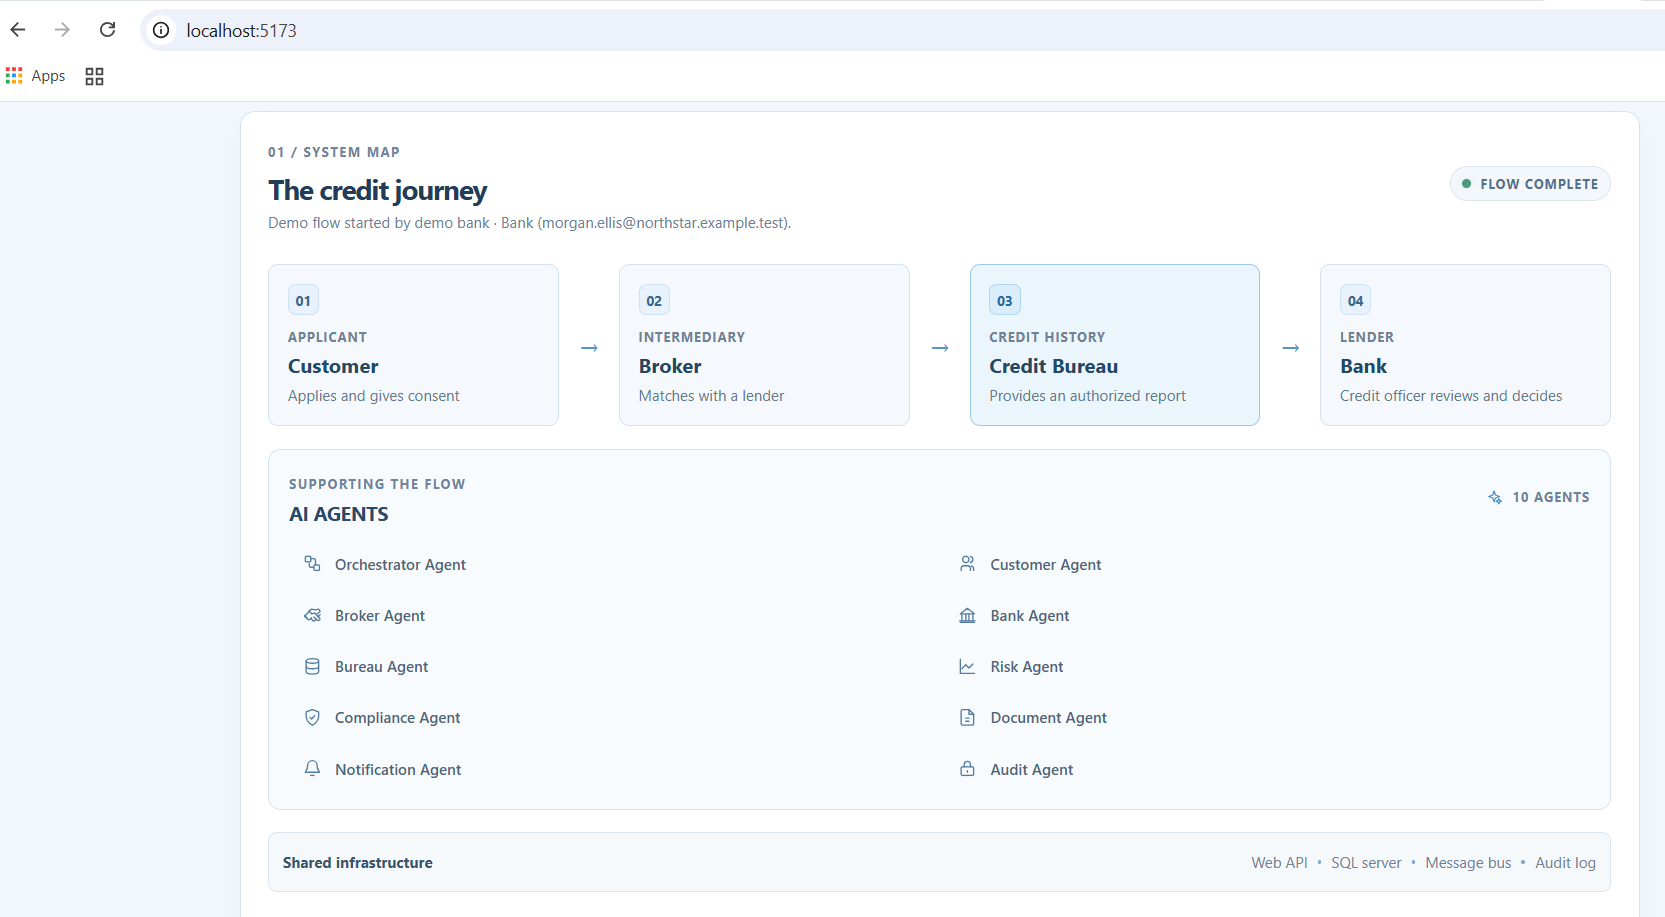 localhost:5173
Apps
01 / SYSTEM MAP
The credit journey
Demo flow started by demo bank · Bank (morgan.ellis@northstar.example.test).
FLOW COMPLETE
01
APPLICANT
Customer
Applies and gives consent
→
02
INTERMEDIARY
Broker
Matches with a lender
→
03
CREDIT HISTORY
Credit Bureau
Provides an authorized report
→
04
LENDER
Bank
Credit officer reviews and decides
SUPPORTING THE FLOW
AI AGENTS
10 AGENTS
Orchestrator Agent
Customer Agent
Broker Agent
Bank Agent
Bureau Agent
Risk Agent
Compliance Agent
Document Agent
Notification Agent
Audit Agent
Shared infrastructure
Web API • SQL server • Message bus • Audit log